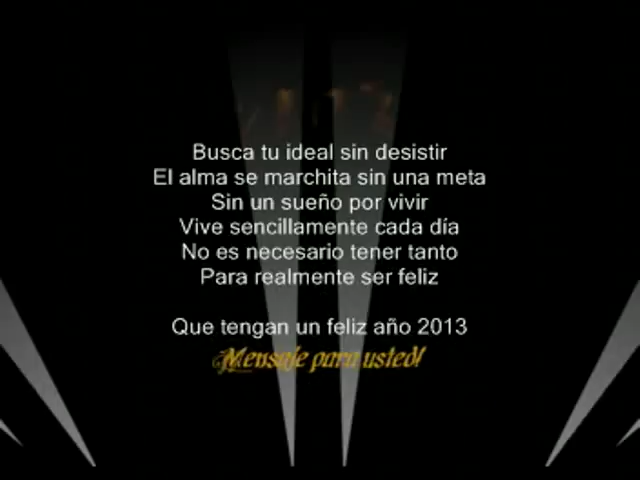 Busca tu ideal sin desistir
El alma se marchita sin una meta
Sin un sueño por vivir
Vive sencillamente cada día
No es necesario tener tanto
Para realmente ser feliz
Que tengan un feliz año 2013
¡Mensaje para usted!